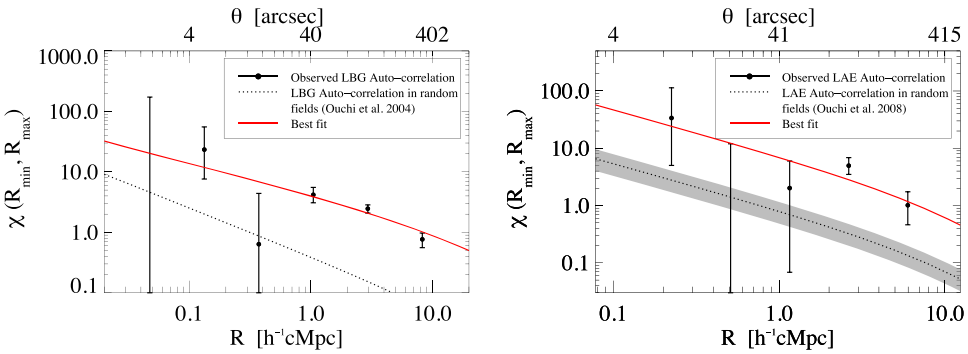 θ [arcsec]
4 40 402
1000.0
100.0
10.0
1.0
0.1
χ (R_min, R_max)
Observed LBG Auto−correlation
LBG Auto−correlation in random
fields (Ouchi et al. 2004)
Best fit
0.1 1.0 10.0
R [h⁻¹cMpc]
θ [arcsec]
4 41 415
100.0
10.0
1.0
0.1
χ (R_min, R_max)
Observed LAE Auto−correlation
LAE Auto−correlation in random
fields (Ouchi et al. 2008)
Best fit
0.1 1.0 10.0
R [h⁻¹cMpc]